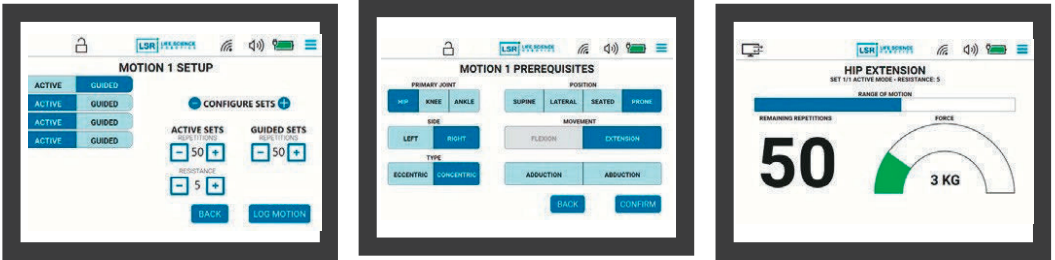 LSR LIFE SCIENCE ROBOTICS
MOTION 1 SETUP
ACTIVE GUIDED
ACTIVE GUIDED
ACTIVE GUIDED
ACTIVE GUIDED
− CONFIGURE SETS +
ACTIVE SETS GUIDED SETS
REPETITIONS REPETITIONS
− 50 + − 50 +
RESISTANCE
− 5 +
BACK LOG MOTION
LSR LIFE SCIENCE ROBOTICS
MOTION 1 PREREQUISITES
PRIMARY JOINT POSITION
HIP KNEE ANKLE SUPINE LATERAL SEATED PRONE
SIDE MOVEMENT
LEFT RIGHT FLEXION EXTENSION
TYPE
ECCENTRIC CONCENTRIC ADDUCTION ABDUCTION
BACK CONFIRM
LSR LIFE SCIENCE ROBOTICS
HIP EXTENSION
SET 1/1 ACTIVE MODE - RESISTANCE: 5
RANGE OF MOTION
REMAINING REPETITIONS FORCE
50
3 KG